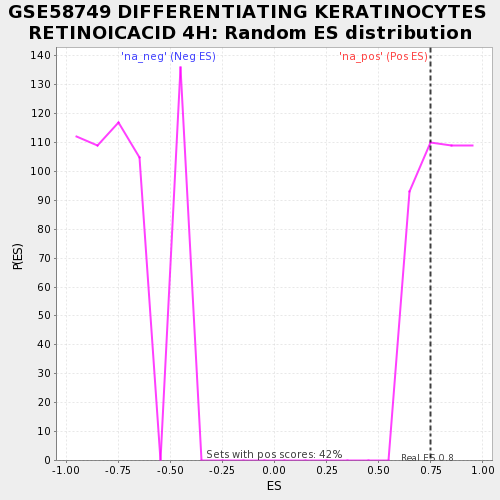 GSE58749 DIFFERENTIATING KERATINOCYTES
RETINOICACID 4H: Random ES distribution
'na_neg' (Neg ES)
'na_pos' (Pos ES)
140
130
120
110
100
90
80
70
60
50
40
30
20
10
0
P(ES)
Sets with pos scores: 42%
Real ES 0.8
-1.00 -0.75 -0.50 -0.25 0.00 0.25 0.50 0.75 1.00
ES